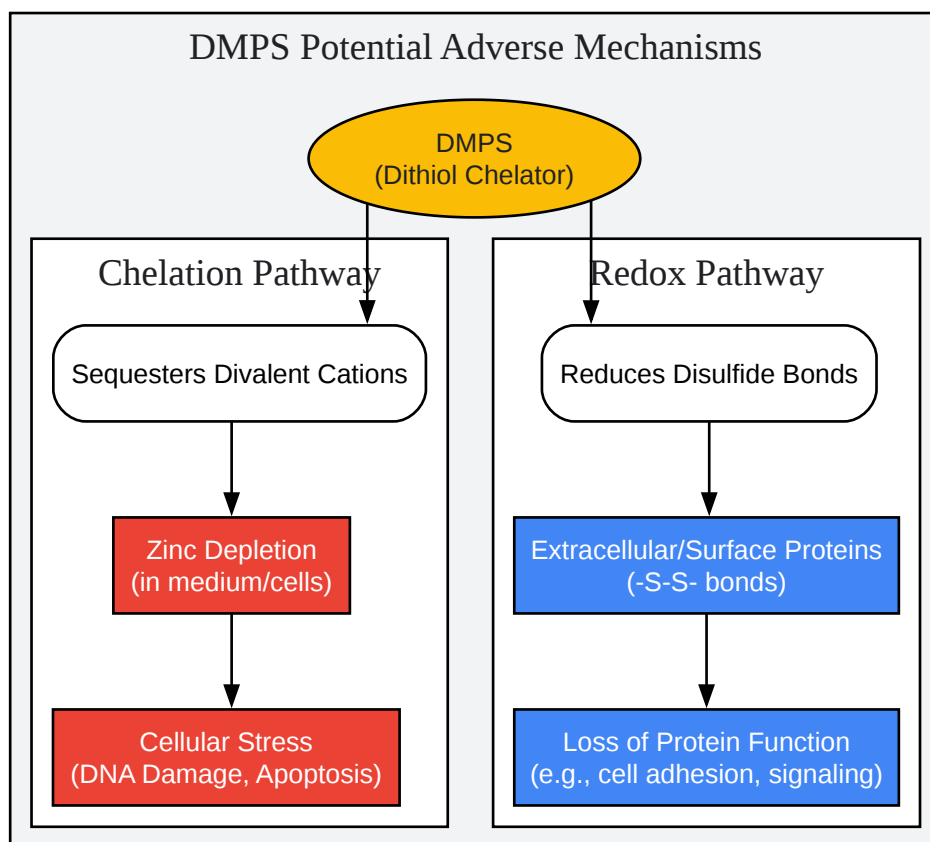 DMPS Potential Adverse Mechanisms
DMPS
(Dithiol Chelator)
Chelation Pathway
Sequesters Divalent Cations
Zinc Depletion
(in medium/cells)
Cellular Stress
(DNA Damage, Apoptosis)
Redox Pathway
Reduces Disulfide Bonds
Extracellular/Surface Proteins
(-S-S- bonds)
Loss of Protein Function
(e.g., cell adhesion, signaling)